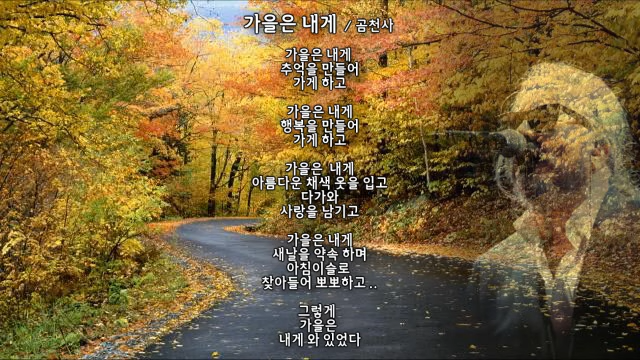 가을은 내게 / 곰천사
가을은 내게
추억을 만들어
가게 하고
가을은 내게
행복을 만들어
가게 하고
가을은 내게
아름다운 채색 옷을 입고
다가와
사랑을 남기고
가을은 내게
새날을 약속 하며
아침이슬로
찾아들어 뽀뽀하고 ..
그렇게
가을은
내게 와 있었다